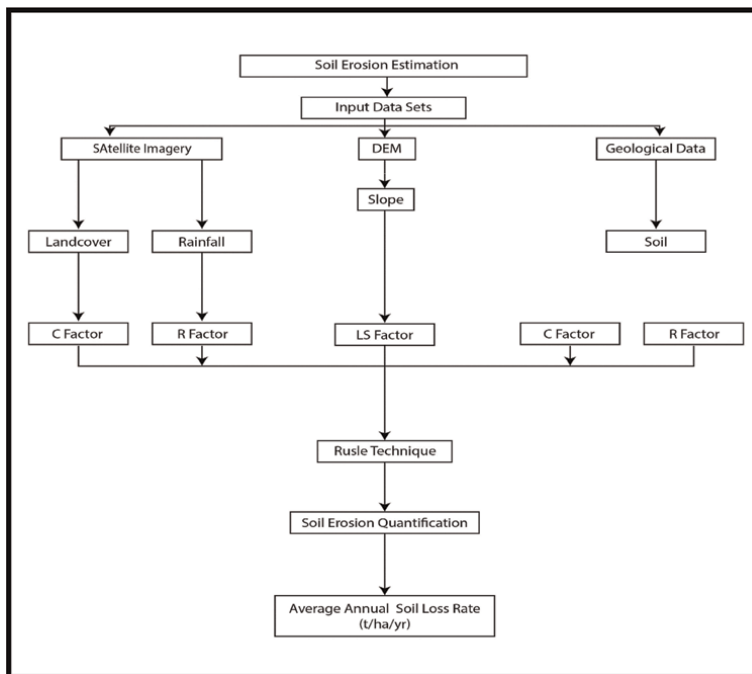 Soil Erosion Estimation
Input Data Sets
SAtellite Imagery
DEM
Geological Data
Slope
Landcover
Rainfall
Soil
C Factor
R Factor
LS Factor
C Factor
R Factor
Rusle Technique
Soil Erosion Quantification
Average Annual Soil Loss Rate
(t/ha/yr)